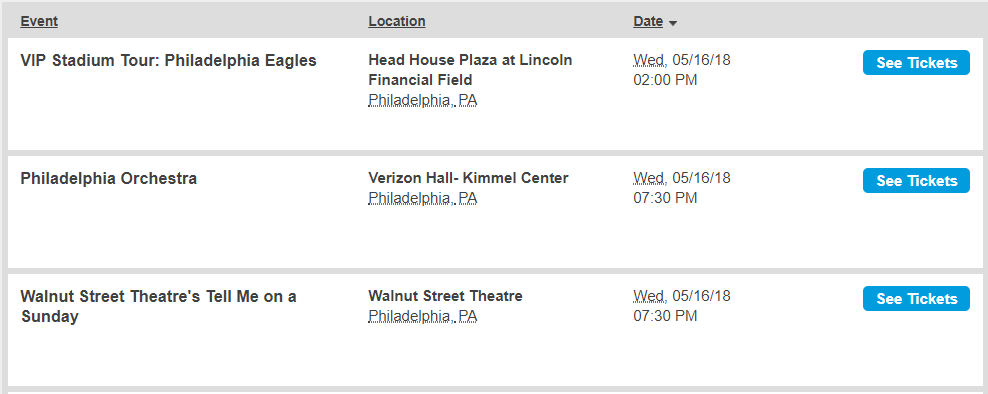 Event Location Date
VIP Stadium Tour: Philadelphia Eagles
Head House Plaza at Lincoln
Financial Field
Philadelphia, PA
Wed, 05/16/18
02:00 PM
See Tickets
Philadelphia Orchestra
Verizon Hall- Kimmel Center
Philadelphia, PA
Wed, 05/16/18
07:30 PM
See Tickets
Walnut Street Theatre's Tell Me on a
Sunday
Walnut Street Theatre
Philadelphia, PA
Wed, 05/16/18
07:30 PM
See Tickets